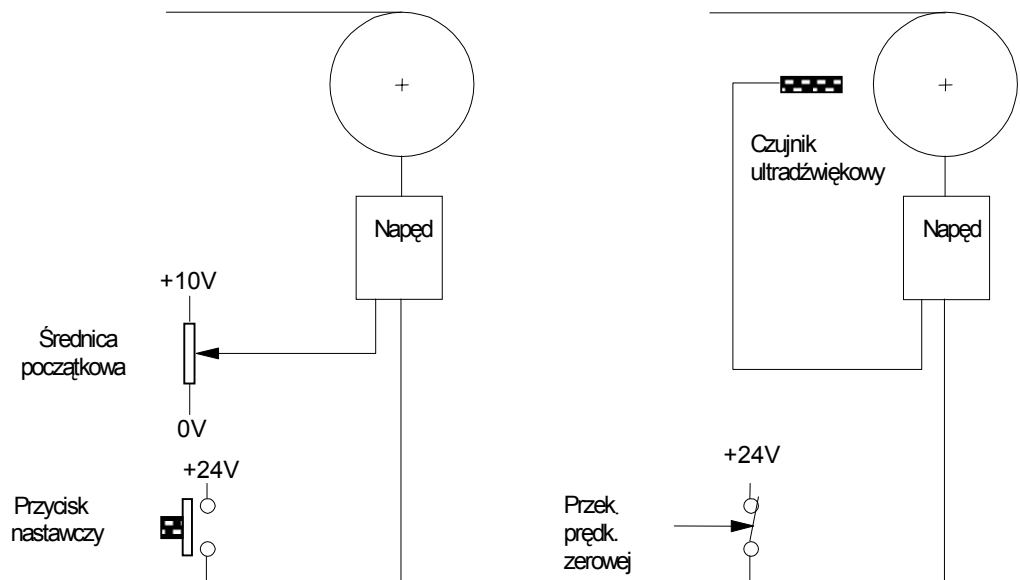 Napęd
+10V
Średnica
początkowa
0V
+24V
Przycisk
nastawczy
Czujnik
ultradźwiękowy
Napęd
+24V
Przek.
prędk.
zerowej